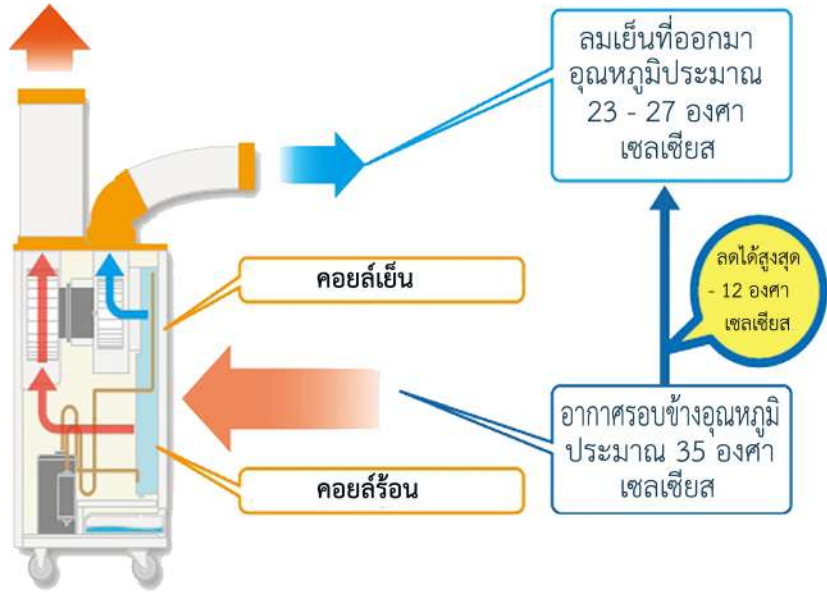 ลมเย็นที่ออกมา
อุณหภูมิประมาณ
23 - 27 องศา
เซลเซียส
คอยล์เย็น
ลดได้สูงสุด
- 12 องศา
เซลเซียส
อากาศรอบข้างอุณหภูมิ
ประมาณ 35 องศา
เซลเซียส
คอยล์ร้อน